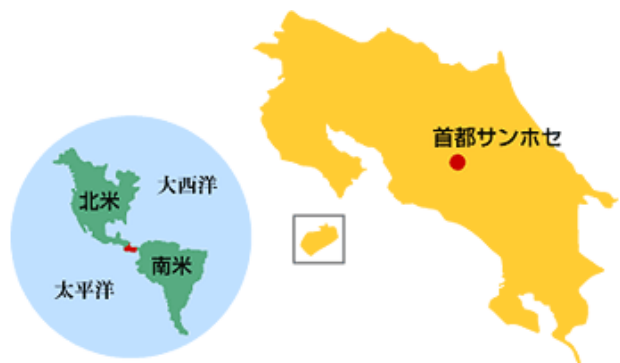 首都サンホセ
大西洋
北米
南米
太平洋